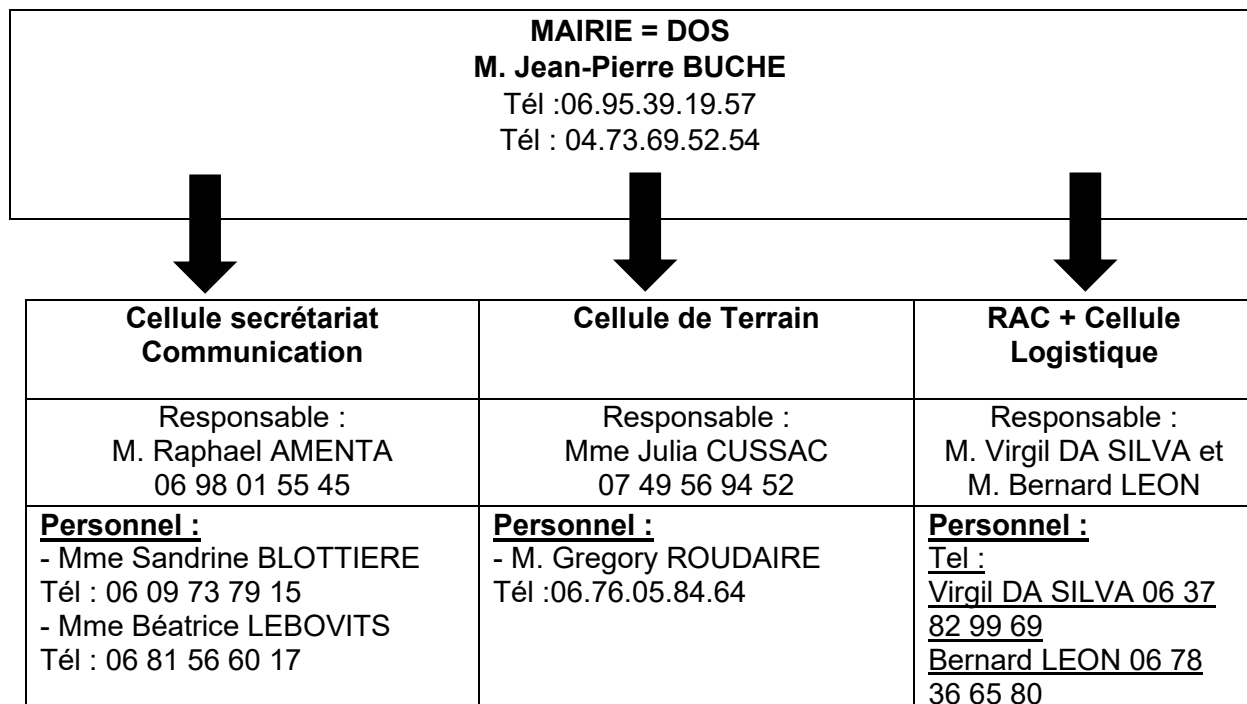 MAIRIE = DOS
M. Jean-Pierre BUCHE
Tél :06.95.39.19.57
Tél : 04.73.69.52.54
Cellule secrétariat
Communication
Responsable :
M. Raphael AMENTA
06 98 01 55 45
Personnel :
- Mme Sandrine BLOTTIERE
Tél : 06 09 73 79 15
- Mme Béatrice LEBOVITS
Tél : 06 81 56 60 17
Cellule de Terrain
Responsable :
Mme Julia CUSSAC
07 49 56 94 52
Personnel :
- M. Gregory ROUDAIRE
Tél :06.76.05.84.64
RAC + Cellule
Logistique
Responsable :
M. Virgil DA SILVA et
M. Bernard LEON
Personnel :
Tel :
Virgil DA SILVA 06 37
82 99 69
Bernard LEON 06 78
36 65 80